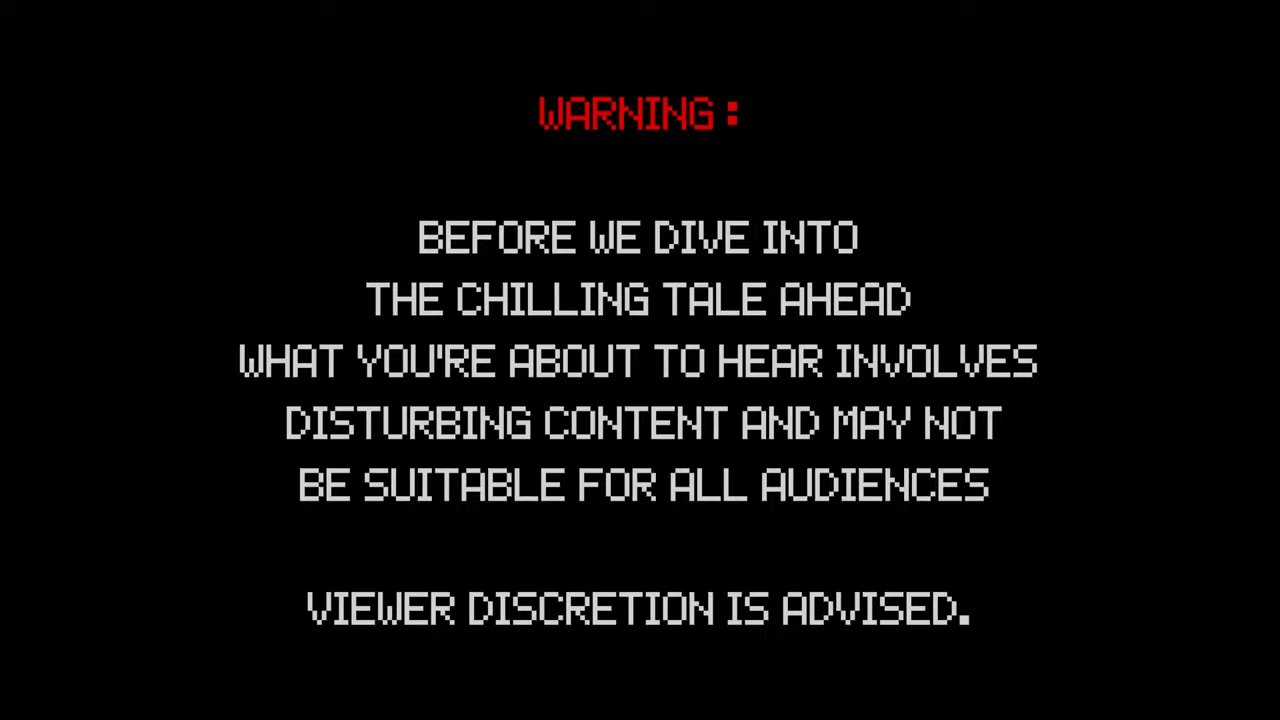 WARNING:
BEFORE WE DIVE INTO
THE CHILLING TALE AHEAD
WHAT YOU'RE ABOUT TO HEAR INVOLVES
DISTURBING CONTENT AND MAY NOT
BE SUITABLE FOR ALL AUDIENCES
VIEWER DISCRETION IS ADVISED.